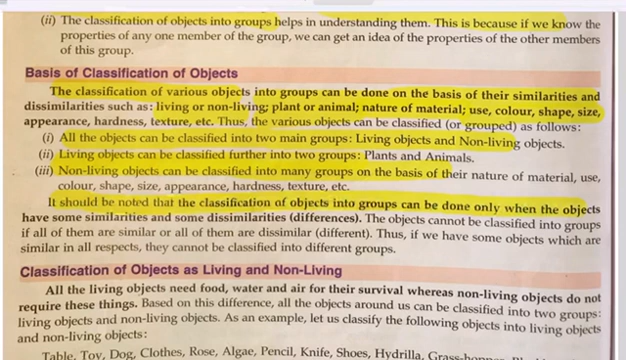 (ii) The classification of objects into groups helps in understanding them. This is because if we know the
properties of any one member of the group, we can get an idea of the properties of the other members
of this group.
Basis of Classification of Objects
The classification of various objects into groups can be done on the basis of their similarities and
dissimilarities such as: living or non-living; plant or animal; nature of material; use, colour, shape, size,
appearance, hardness, texture, etc. Thus, the various objects can be classified (or grouped) as follows:
(i) All the objects can be classified into two main groups: Living objects and Non-living objects.
(ii) Living objects can be classified further into two groups: Plants and Animals.
(iii) Non-living objects can be classified into many groups on the basis of their nature of material, use,
colour, shape, size, appearance, hardness, texture, etc.
It should be noted that the classification of objects into groups can be done only when the objects
have some similarities and some dissimilarities (differences). The objects cannot be classified into groups
if all of them are similar or all of them are dissimilar (different). Thus, if we have some objects which are
similar in all respects, they cannot be classified into different groups.
Classification of Objects as Living and Non-Living
All the living objects need food, water and air for their survival whereas non-living objects do not
require these things. Based on this difference, all the objects around us can be classified into two groups:
living objects and non-living objects. As an example, let us classify the following objects into living objects
and non-living objects:
Table, Toy, Dog, Clothes, Rose, Algae, Pencil, Knife, Shoes, Hydrilla,